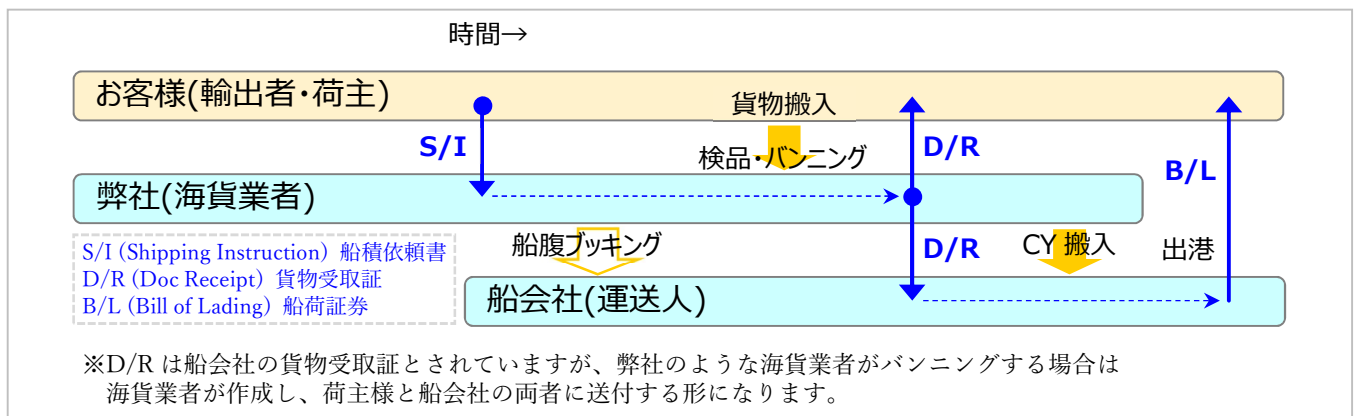 時間→
お客様(輸出者・荷主)
貨物搬入
S/I
検品・バンニング
D/R
B/L
弊社(海貨業者)
S/I (Shipping Instruction) 船積依頼書
D/R (Doc Receipt) 貨物受取証
B/L (Bill of Lading) 船荷証券
船腹ブッキング
D/R
CY 搬入
出港
船会社(運送人)
※D/R は船会社の貨物受取証とされていますが、弊社のような海貨業者がバンニングする場合は
海貨業者が作成し、荷主様と船会社の両者に送付する形になります。